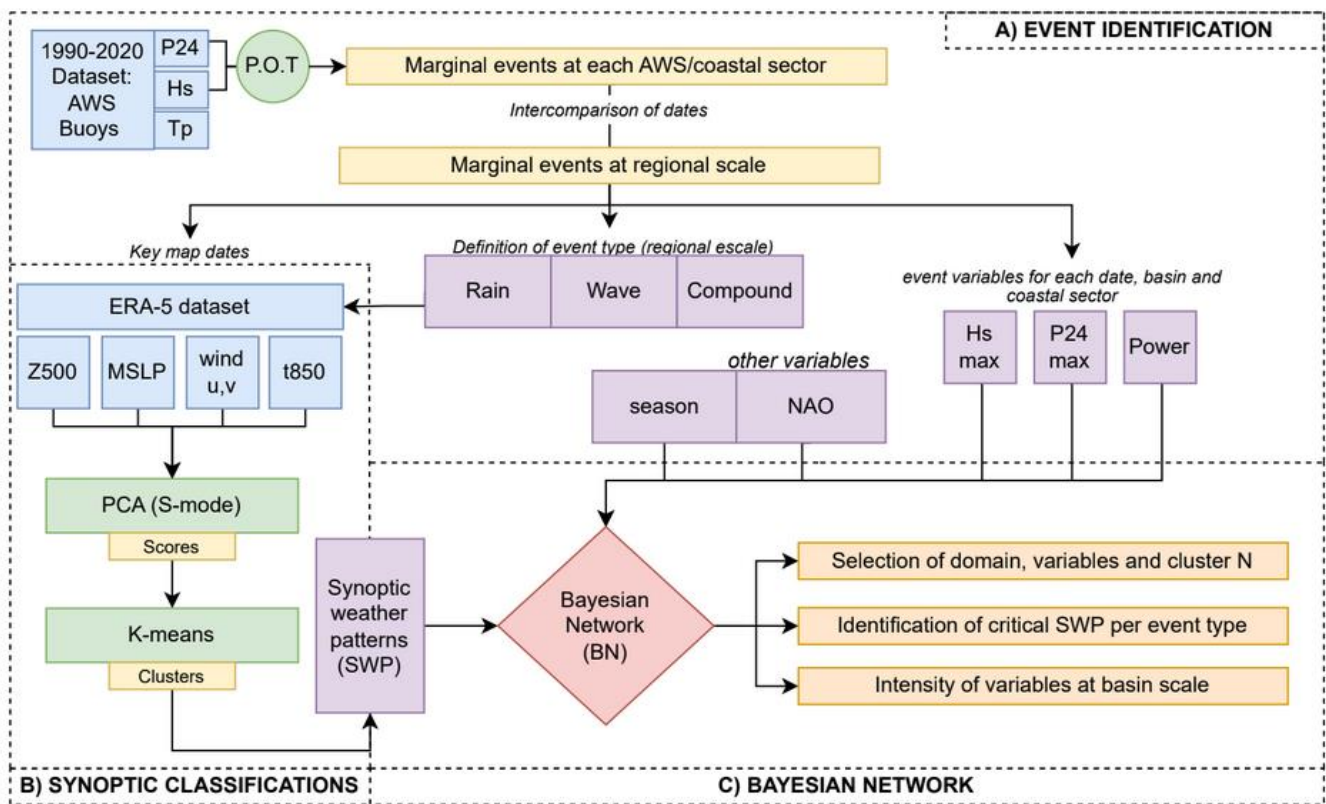 A) EVENT IDENTIFICATION
1990-2020
Dataset:
AWS
Buoys
P24
Hs
Tp
P.O.T
Marginal events at each AWS/coastal sector
Intercomparison of dates
Marginal events at regional scale
Key map dates
Definition of event type (regional escale)
Rain
Wave
Compound
event variables for each date, basin and
coastal sector
Hs
max
P24
max
Power
other variables
season
NAO
ERA-5 dataset
Z500
MSLP
wind
u,v
t850
PCA (S-mode)
Scores
K-means
Clusters
Synoptic
weather
patterns
(SWP)
Bayesian
Network
(BN)
Selection of domain, variables and cluster N
Identification of critical SWP per event type
Intensity of variables at basin scale
B) SYNOPTIC CLASSIFICATIONS
C) BAYESIAN NETWORK